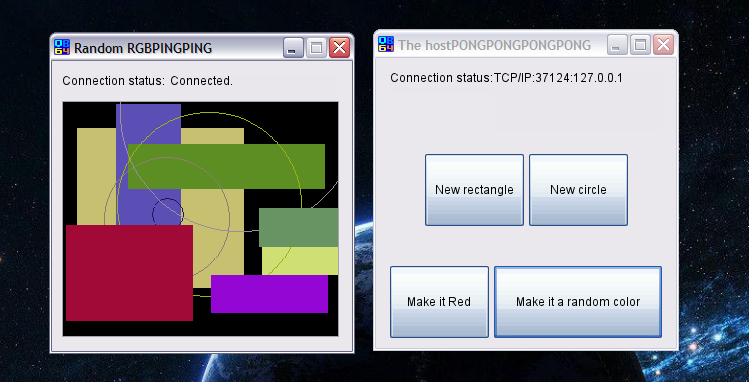 Random RGBPINGPING
Connection status: Connected.
The hostPONGPONGPONGPONG
Connection status:TCP/IP:37124:127.0.0.1
New rectangle
New circle
Make it Red
Make it a random color